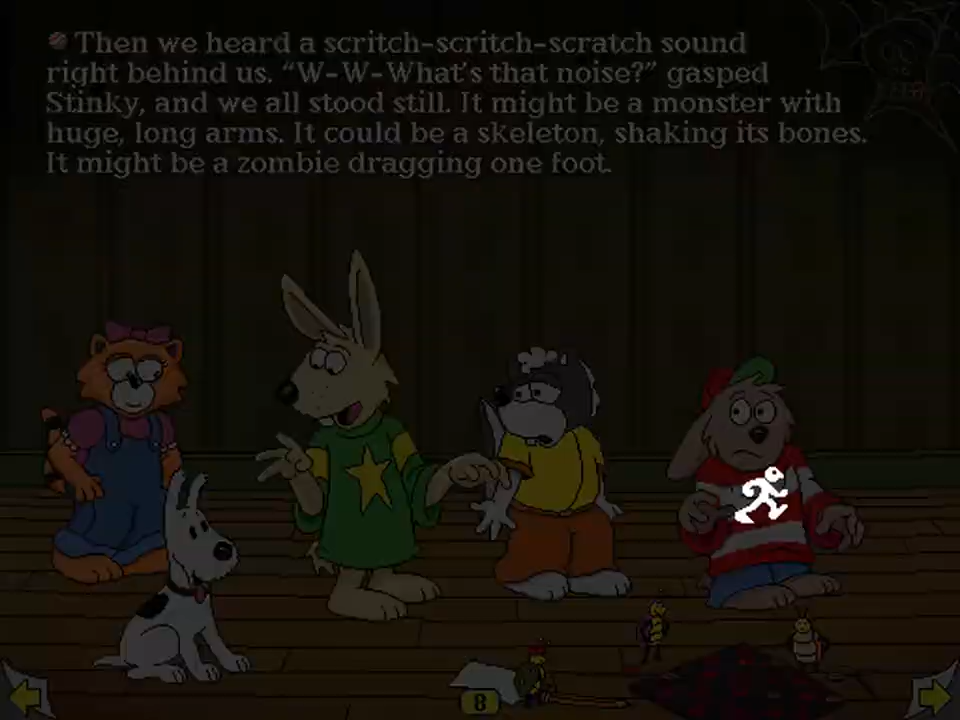 Then we heard a scritch-scritch-scratch sound
right behind us. “W-W-What's that noise?” gasped
Stinky, and we all stood still. It might be a monster with
huge, long arms. It could be a skeleton, shaking its bones.
It might be a zombie dragging one foot.
8